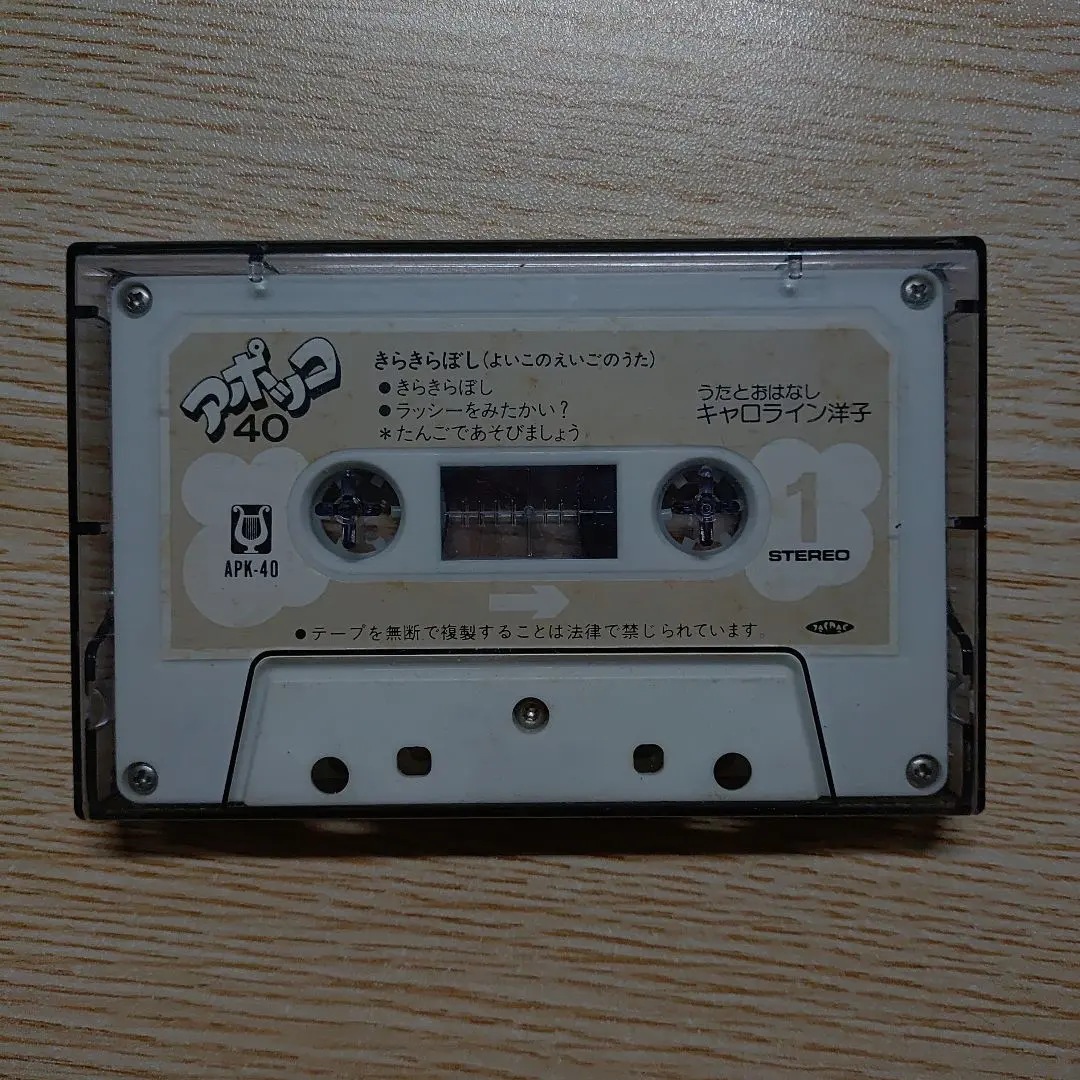 アポッコ
40
きらきらぼし(よいこのえいごのうた)
●きらきらぼし
●ラッシーをみたかい?
*たんごであそびましょう
うたとおはなし
キャロライン洋子
APK-40
1
STEREO
●テープを無断で複製することは法律で禁じられています。